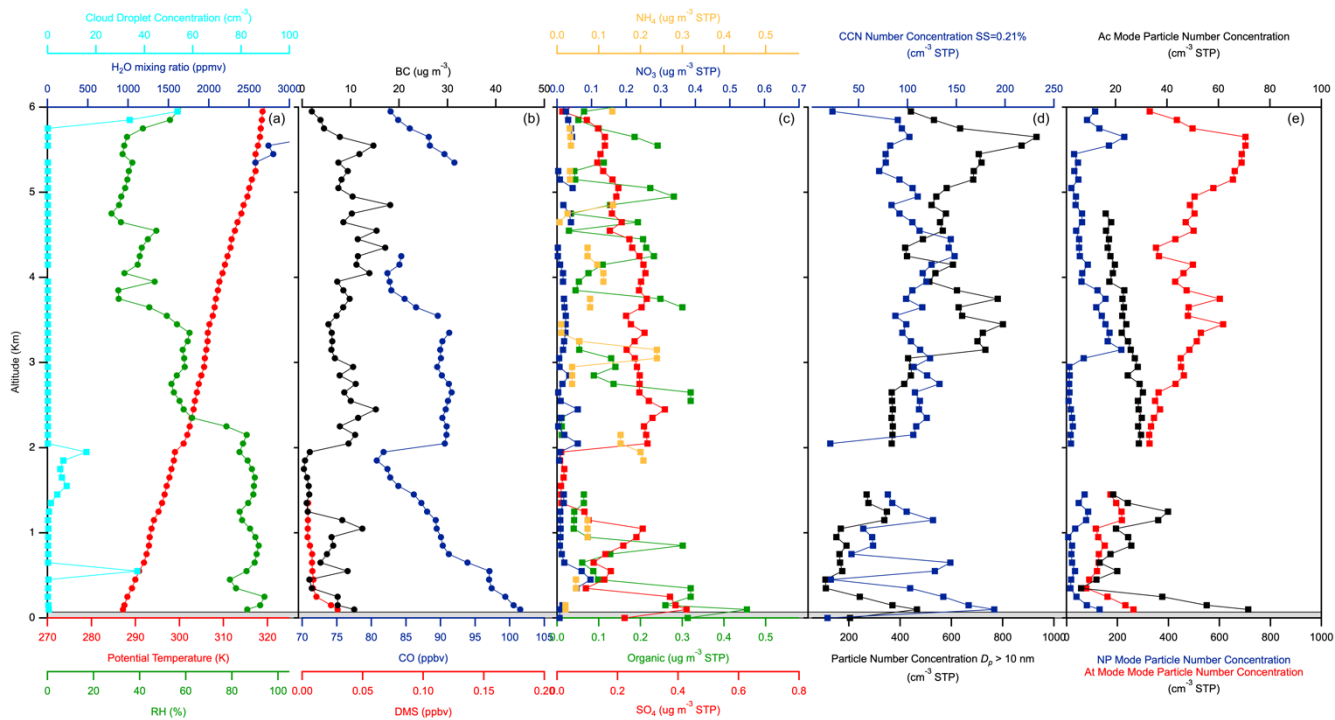 Cloud Droplet Concentration (cm⁻³)
0 20 40 60 80 100
H₂O mixing ratio (ppmv)
0 500 1000 1500 2000 2500 3000
BC (ug m⁻³)
0 10 20 30 40 50
NH₄ (ug m⁻³ STP)
0.0 0.1 0.2 0.3 0.4 0.5
NO₃ (ug m⁻³ STP)
0.0 0.1 0.2 0.3 0.4 0.5 0.6 0.7
CCN Number Concentration SS=0.21%
(cm⁻³ STP)
0 50 100 150 200 250
Ac Mode Particle Number Concentration
(cm⁻³ STP)
0 20 40 60 80 100
(a) (b) (c) (d) (e)
6
5
4
3
2
1
0
Altitude (Km)
270 280 290 300 310 320
Potential Temperature (K)
0 20 40 60 80 100
RH (%)
70 75 80 85 90 95 100 105
CO (ppbv)
0.00 0.05 0.10 0.15 0.20
DMS (ppbv)
0.0 0.1 0.2 0.3 0.4 0.5
Organic (ug m⁻³ STP)
0.0 0.2 0.4 0.6 0.8
SO₄ (ug m⁻³ STP)
200 400 600 800 1000
Particle Number Concentration Dₚ > 10 nm
(cm⁻³ STP)
0 200 400 600 800 1000
NP Mode Particle Number Concentration
At Mode Mode Particle Number Concentration
(cm⁻³ STP)